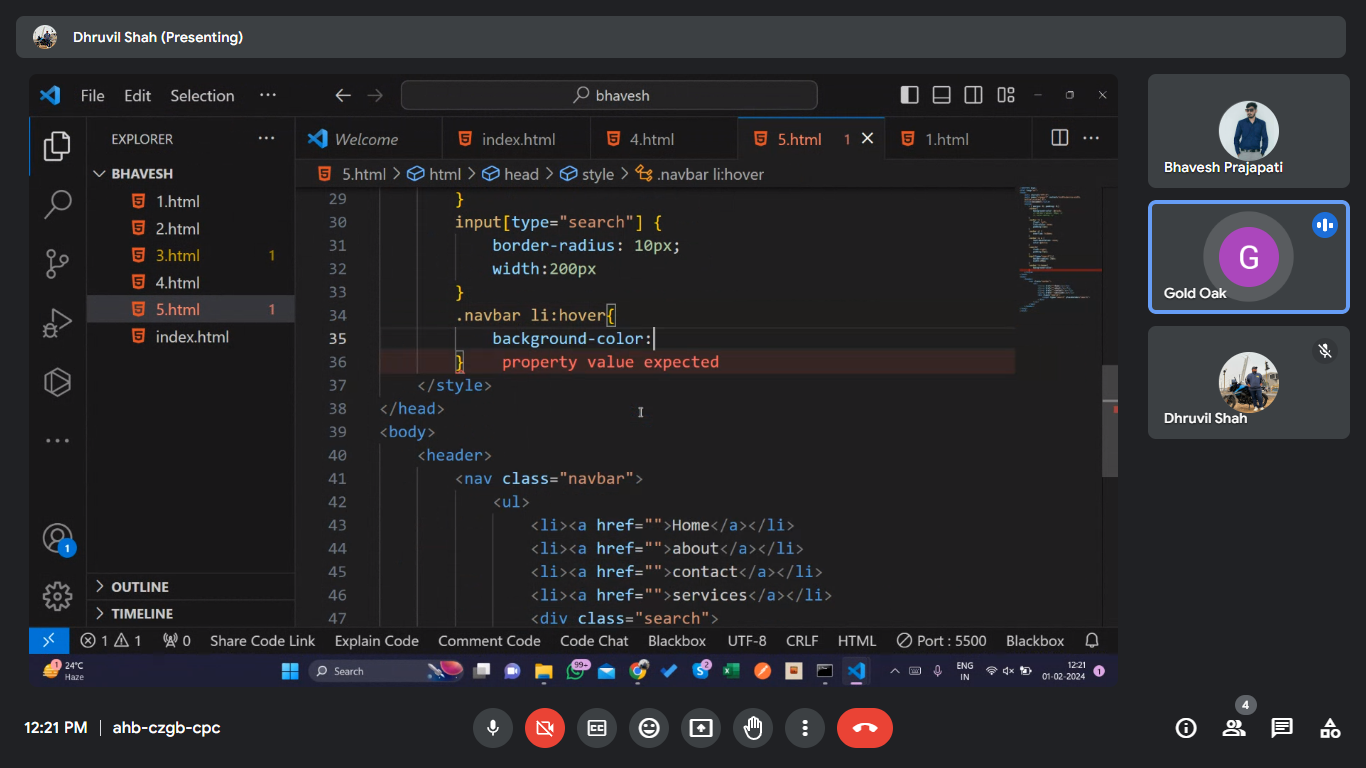 Dhruvil Shah (Presenting)
File Edit Selection ··· bhavesh
EXPLORER ···
Welcome index.html 4.html 5.html 1 1.html ···
5.html > html > head > style > .navbar li:hover
BHAVESH
1.html
2.html
3.html 1
4.html
5.html 1
index.html
OUTLINE
TIMELINE
29 }
30 input[type="search"] {
31 border-radius: 10px;
32 width:200px
33 }
34 .navbar li:hover{
35 background-color:
36 } property value expected
37 </style>
38 </head>
39 <body>
40 <header>
41 <nav class="navbar">
42 <ul>
43 <li><a href="">Home</a></li>
44 <li><a href="">about</a></li>
45 <li><a href="">contact</a></li>
46 <li><a href="">services</a></li>
47 <div class="search">
1
1 1 0 Share Code Link Explain Code Comment Code Code Chat Blackbox UTF-8 CRLF HTML Port : 5500 Blackbox
1 24°C
Haze
Search
99+
2
ENG
IN
12:21
01-02-2024
1
Bhavesh Prajapati
G
Gold Oak
Dhruvil Shah
12:21 PM | ahb-czgb-cpc
4